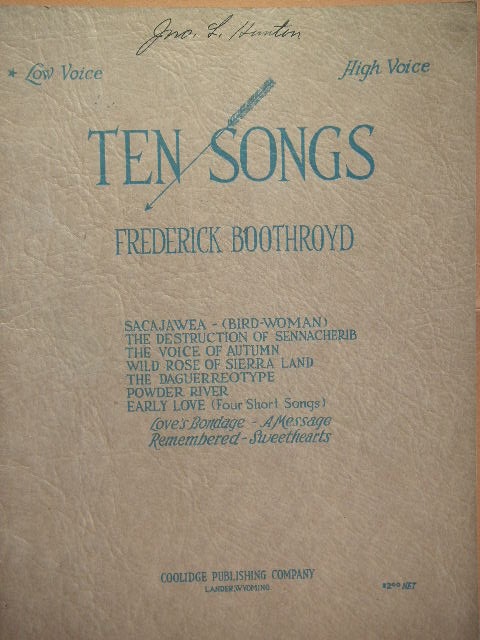 Jno. L. Hunton
* Low Voice
High Voice
TEN SONGS
FREDERICK BOOTHROYD
SACAJAWEA - (BIRD-WOMAN)
THE DESTRUCTION OF SENNACHERIB
THE VOICE OF AUTUMN
WILD ROSE OF SIERRA LAND
THE DAGUERREOTYPE
POWDER RIVER
EARLY LOVE (Four Short Songs)
Love's Bondage - A Message
Remembered - Sweethearts
COOLIDGE PUBLISHING COMPANY
LANDER, WYOMING
$2.00 NET